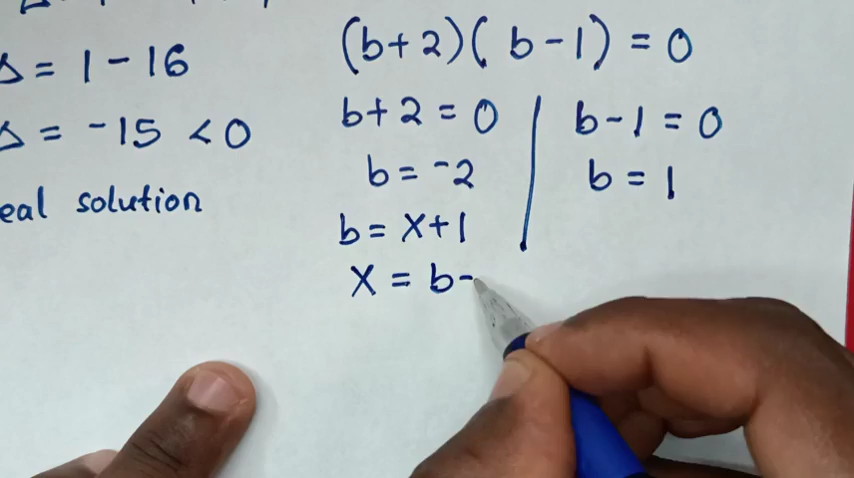 Δ = 1 - 16
Δ = -15 < 0
eal solution
(b+2)(b-1) = 0
b+2 = 0
b = -2
b = x+1
x = b-
b-1 = 0
b = 1